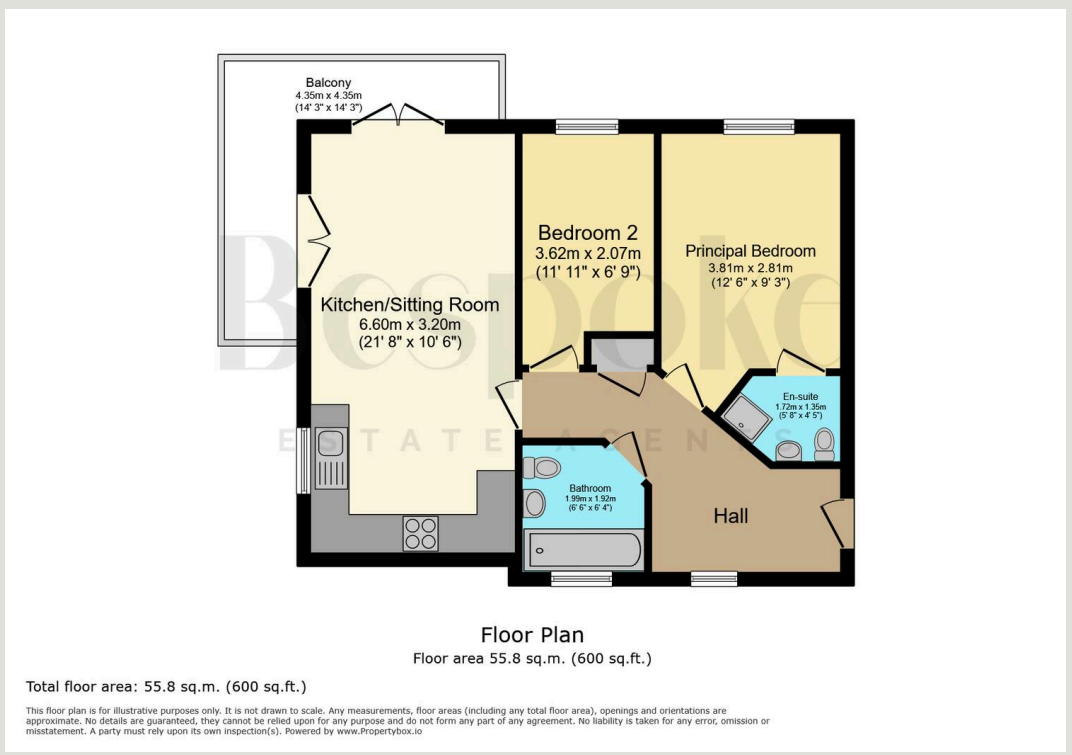 Balcony
4.35m x 4.35m
(14' 3" x 14' 3")
Bedroom 2
3.62m x 2.07m
(11' 11" x 6' 9")
Principal Bedroom
3.81m x 2.81m
(12' 6" x 9' 3")
Kitchen/Sitting Room
6.60m x 3.20m
(21' 8" x 10' 6")
En-suite
1.72m x 1.35m
(5' 8" x 4' 5")
Bathroom
1.99m x 1.92m
(6' 6" x 6' 4")
Hall
Bespoke
ESTATE AGENTS
Floor Plan
Floor area 55.8 sq.m. (600 sq.ft.)
Total floor area: 55.8 sq.m. (600 sq.ft.)
This floor plan is for illustrative purposes only. It is not drawn to scale. Any measurements, floor areas (including any total floor area), openings and orientations are
approximate. No details are guaranteed, they cannot be relied upon for any purpose and do not form any part of any agreement. No liability is taken for any error, omission or
misstatement. A party must rely upon its own inspection(s). Powered by www.Propertybox.io